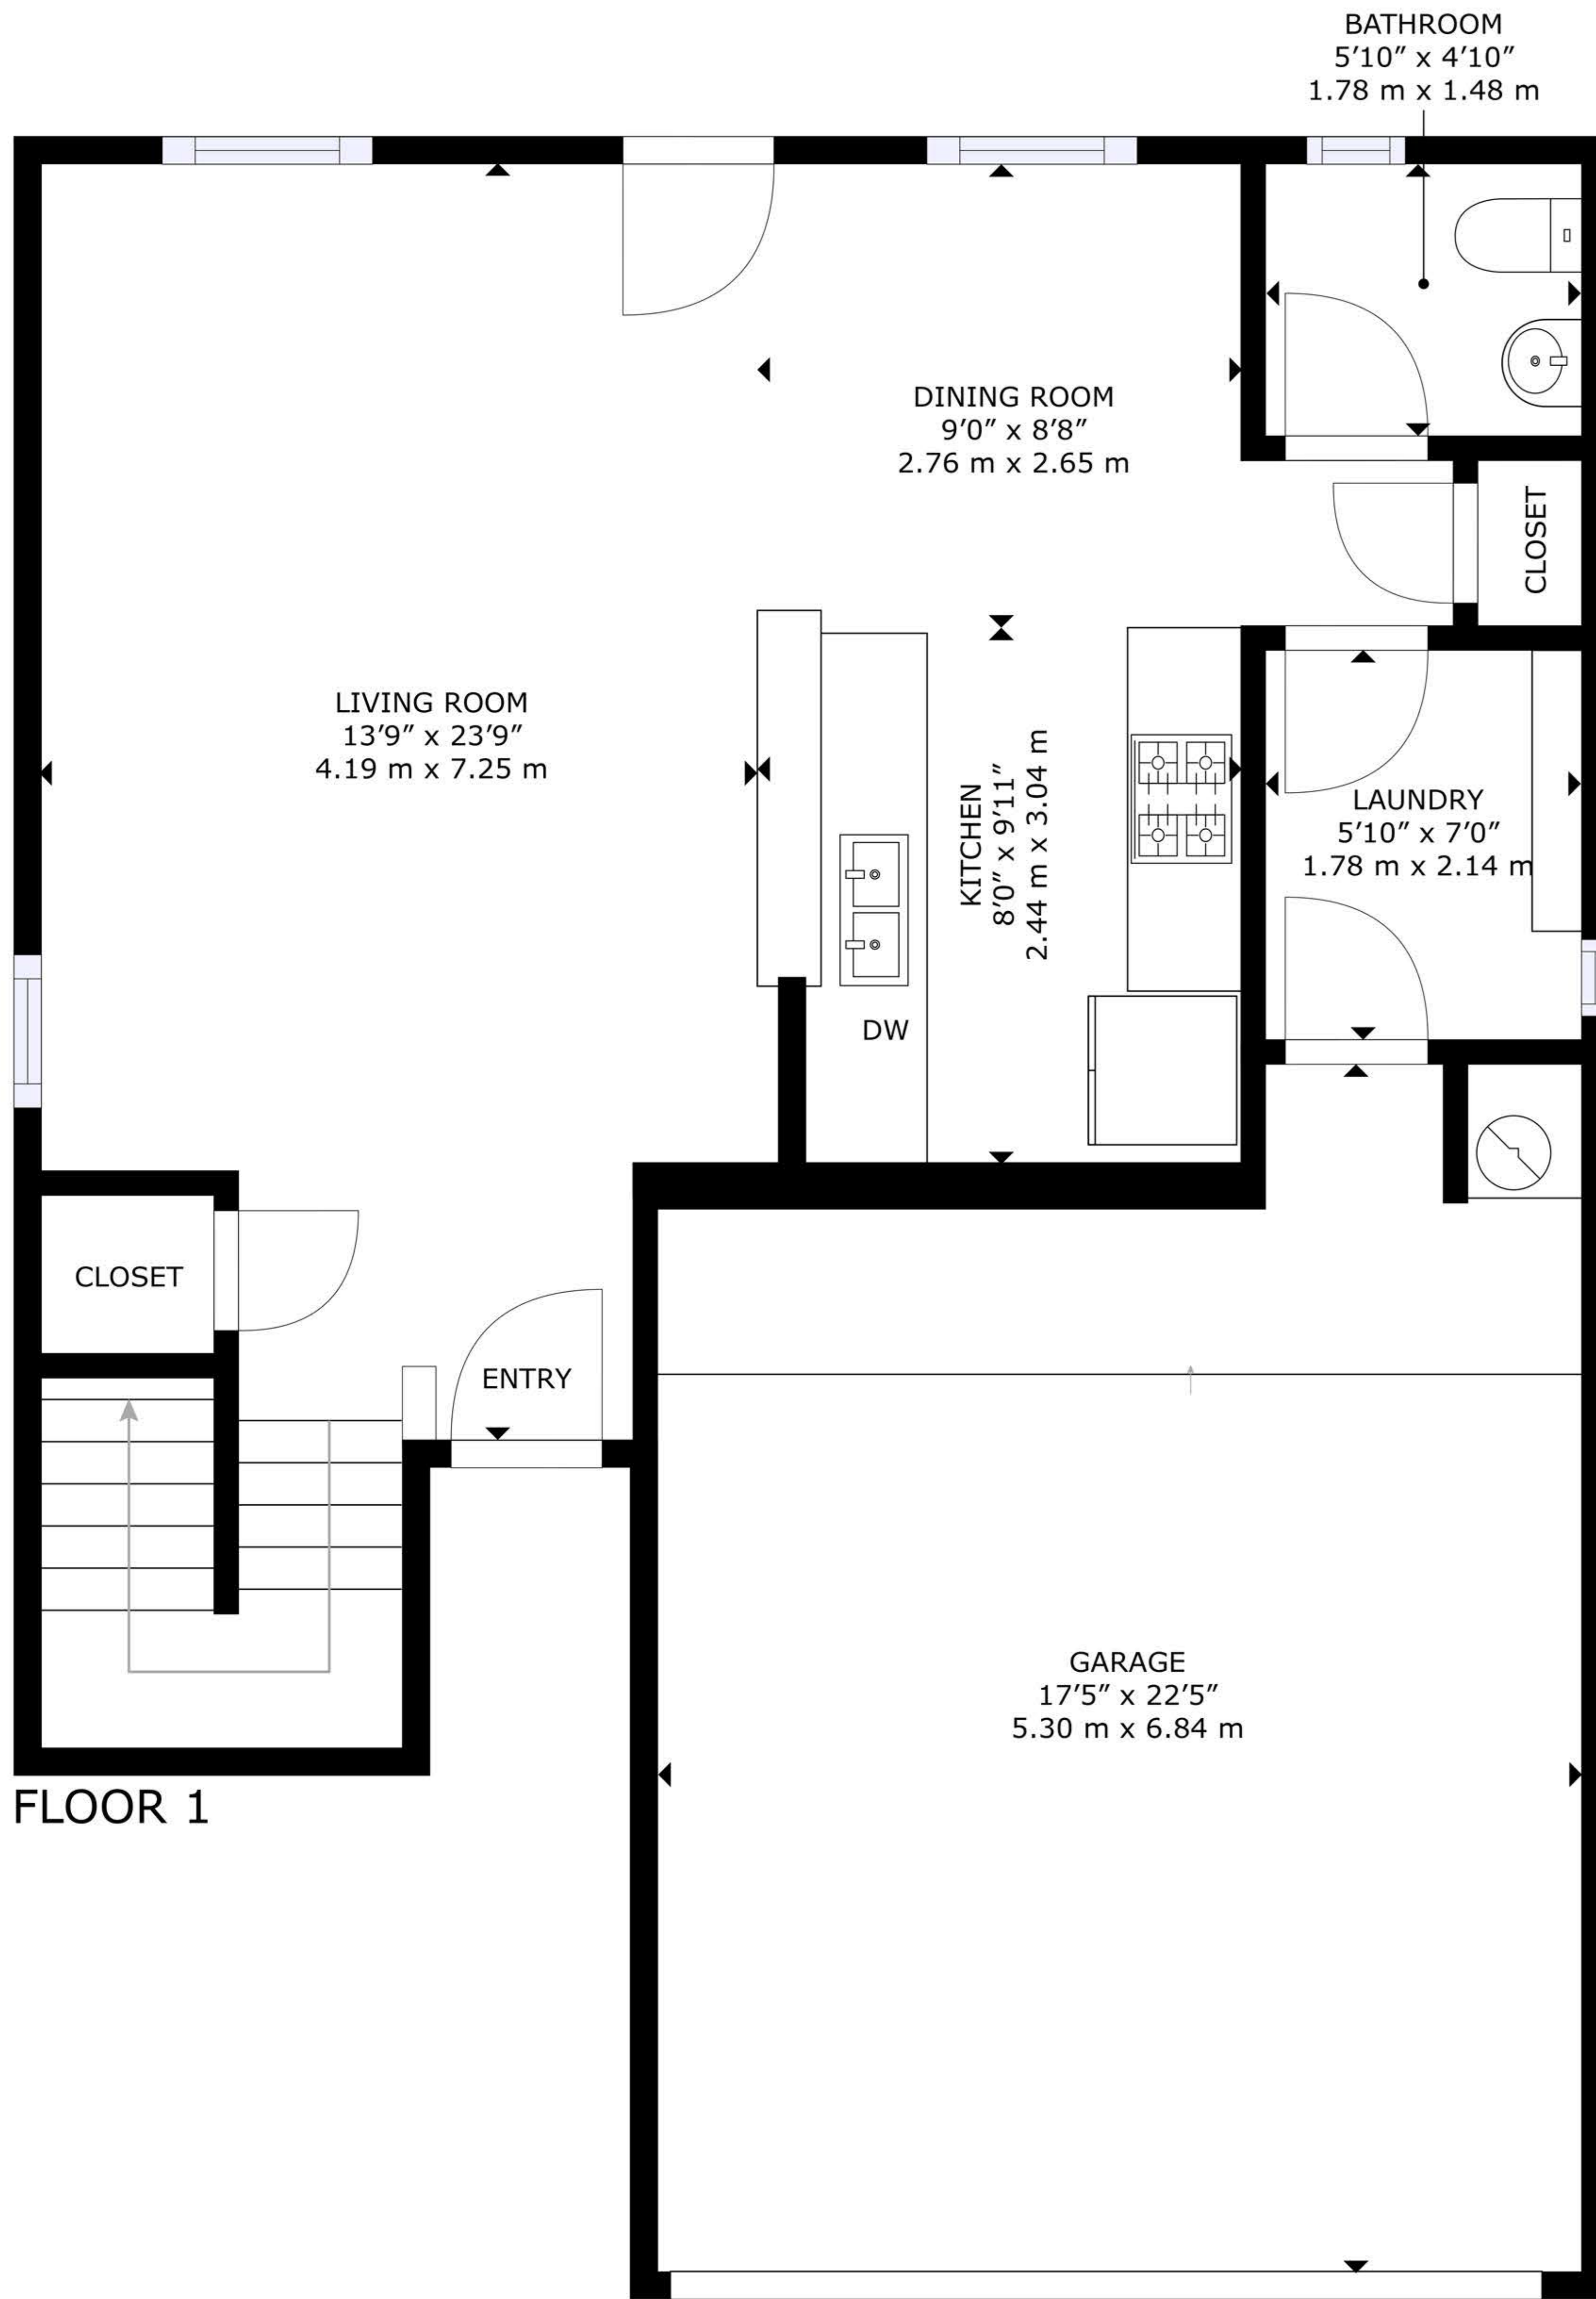 BATHROOM
5’10” x 4’10”
1.78 m x 1.48 m
DINING ROOM
9’0” x 8’8”
2.76 m x 2.65 m
CLOSET
LIVING ROOM
13’9” x 23’9”
4.19 m x 7.25 m
KITCHEN
8’0” x 9’11”
2.44 m x 3.04 m
LAUNDRY
5’10” x 7’0”
1.78 m x 2.14 m
DW
CLOSET
ENTRY
GARAGE
17’5” x 22’5”
5.30 m x 6.84 m
FLOOR 1